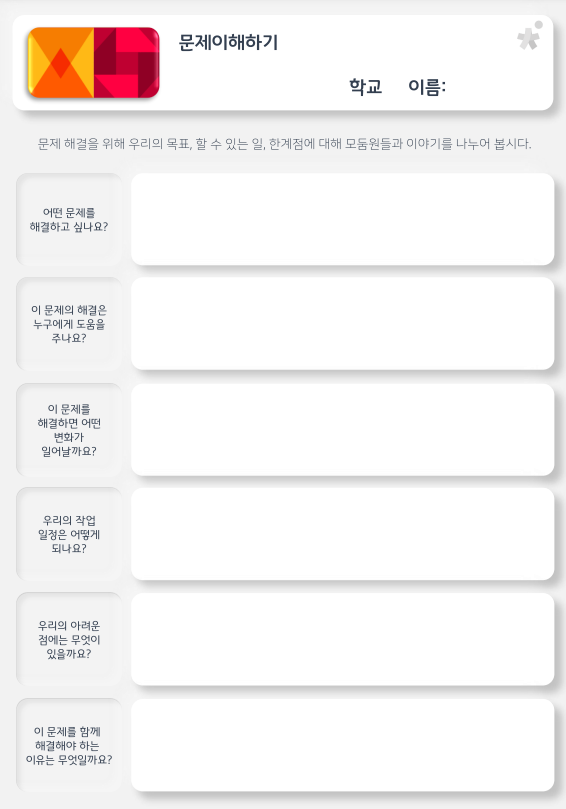 문제이해하기
학교 이름:
문제 해결을 위해 우리의 목표, 할 수 있는 일, 한계점에 대해 모둠원들과 이야기를 나누어 봅시다.
어떤 문제를
해결하고 싶나요?
이 문제의 해결은
누구에게 도움을
주나요?
이 문제를
해결하면 어떤
변화가
일어날까요?
우리의 작업
일정은 어떻게
되나요?
우리의 아려운
점에는 무엇이
있을까요?
이 문제를 함께
해결해야 하는
이유는 무엇일까요?